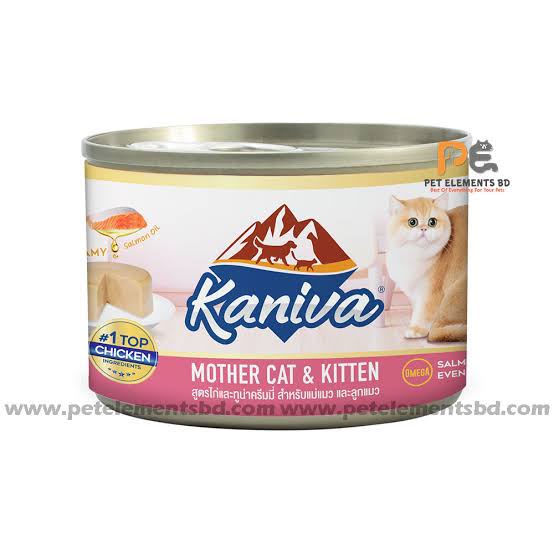 PE
PET ELEMENTS BD
Best Of Everything For Your Pets
AMY
Salmon Oil
Kaniva®
#1 TOP
CHICKEN
INGREDIENTS
MOTHER CAT & KITTEN
สูตรไก่และทูน่าครีมมี่ สำหรับแม่แมว และลูกแมว
OMEGA
SALM
EVEN
www.petelementsbd.com www.petelementsbd.com